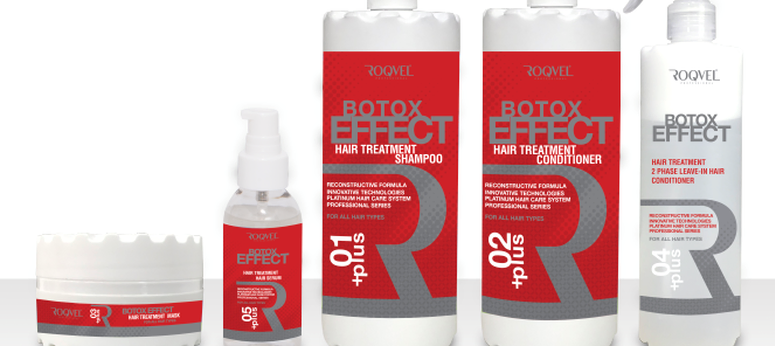 ROQVEL
BOTOX EFFECT
HAIR TREATMENT MASK
03
+plus
ROQVEL
BOTOX
EFFECT
HAIR TREATMENT
HAIR SERUM
05
+plus
ROQVEL
BOTOX
EFFECT
HAIR TREATMENT
SHAMPOO
RECONSTRUCTIVE FORMULA
INNOVATIVE TECHNOLOGIES
PLATINUM HAIR CARE SYSTEM
PROFESSIONAL SERIES
FOR ALL HAIR TYPES
01
+plus
ROQVEL
BOTOX
EFFECT
HAIR TREATMENT
CONDITIONER
RECONSTRUCTIVE FORMULA
INNOVATIVE TECHNOLOGIES
PLATINUM HAIR CARE SYSTEM
PROFESSIONAL SERIES
FOR ALL HAIR TYPES
02
+plus
ROQVEL
BOTOX
EFFECT
HAIR TREATMENT
2 PHASE LEAVE-IN HAIR
CONDITIONER
RECONSTRUCTIVE FORMULA
INNOVATIVE TECHNOLOGIES
PLATINUM HAIR CARE SYSTEM
PROFESSIONAL SERIES
FOR ALL HAIR TYPES
04
+plus